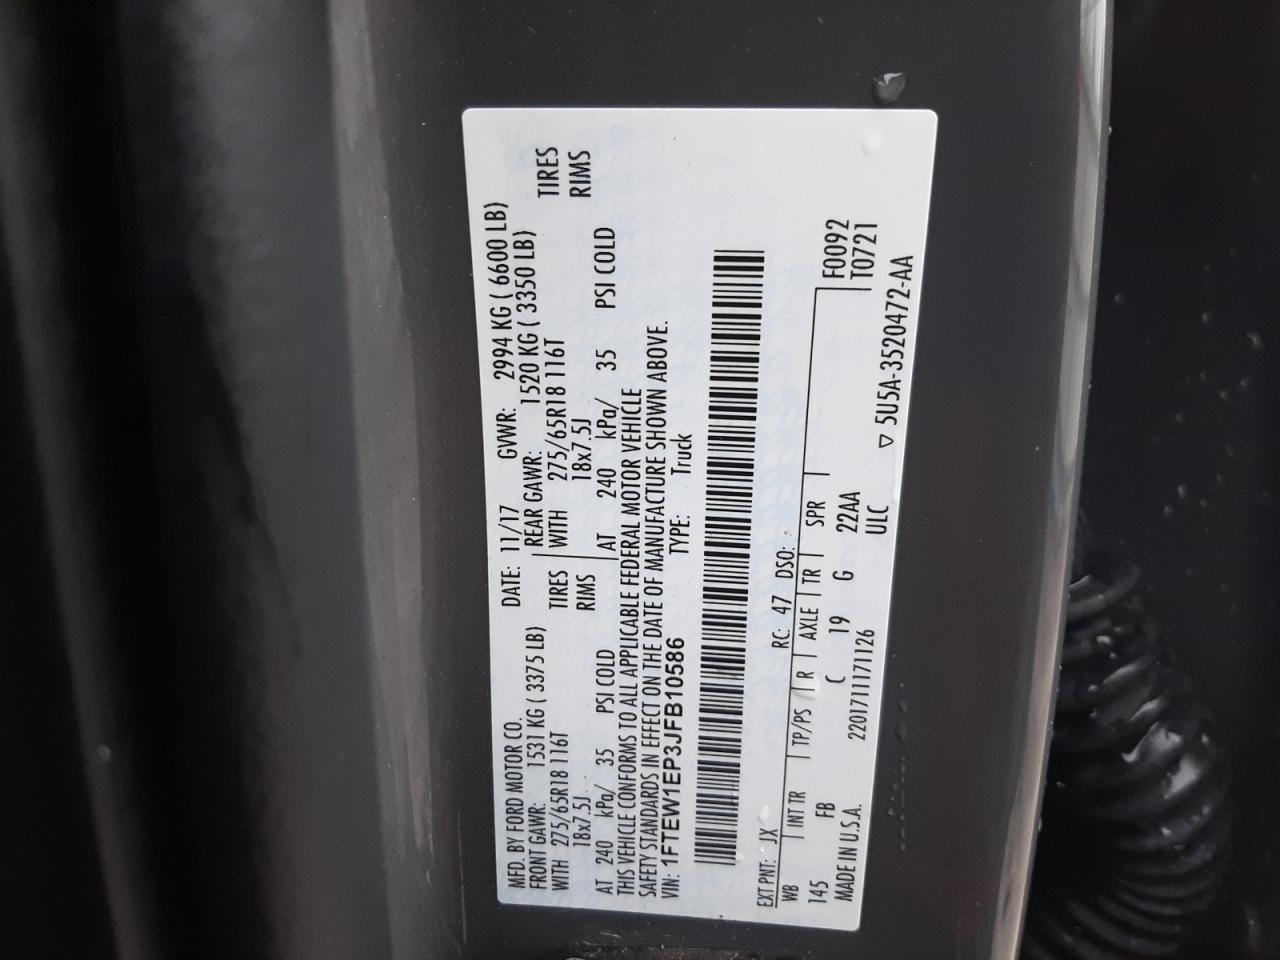 MFD. BY FORD MOTOR CO.
DATE: 11/17 GVWR: 2994 KG ( 6600 LB)
FRONT GAWR: 1531 KG ( 3375 LB) REAR GAWR: 1520 KG ( 3350 LB)
WITH 275/65R18 116T TIRES WITH 275/65R18 116T TIRES
18x7.5J RIMS 18x7.5J RIMS
AT 240 kPa/ 35 PSI COLD AT 240 kPa/ 35 PSI COLD
THIS VEHICLE CONFORMS TO ALL APPLICABLE FEDERAL MOTOR VEHICLE
SAFETY STANDARDS IN EFFECT ON THE DATE OF MANUFACTURE SHOWN ABOVE.
VIN: 1FTEW1EP3JFB10586 TYPE: Truck
EXT PNT: JX RC: 47 DSO:
WB INT TR TP/PS R AXLE TR SPR F0092
145 FB C 19 G 22AA T0721
MADE IN U.S.A. 2201711171126 ULC
▽ 5U5A-3520472-AA